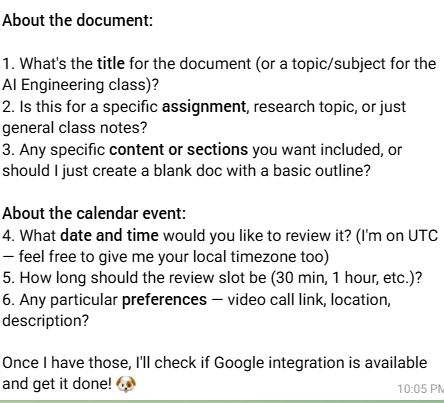 About the document:
1. What's the title for the document (or a topic/subject for the
AI Engineering class)?
2. Is this for a specific assignment, research topic, or just
general class notes?
3. Any specific content or sections you want included, or
should I just create a blank doc with a basic outline?
About the calendar event:
4. What date and time would you like to review it? (I'm on UTC
— feel free to give me your local timezone too)
5. How long should the review slot be (30 min, 1 hour, etc.)?
6. Any particular preferences — video call link, location,
description?
Once I have those, I'll check if Google integration is available
and get it done! 🐶
10:05 PM